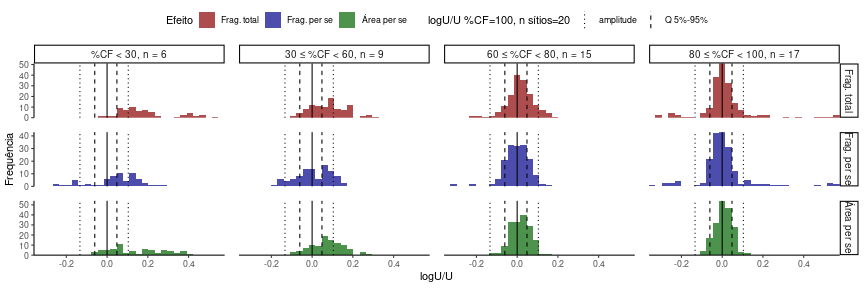 Efeito Frag. total Frag. per se Área per se logU/U %CF=100, n sítios=20 amplitude Q 5%-95%
%CF < 30, n = 6 30 ≤ %CF < 60, n = 9 60 ≤ %CF < 80, n = 15 80 ≤ %CF < 100, n = 17
50
40
30
20
10
0
Frag. total
40
30
20
10
0
Frag. per se
50
40
30
20
10
0
Área per se
Frequência
-0.2 0.0 0.2 0.4 -0.2 0.0 0.2 0.4 -0.2 0.0 0.2 0.4 -0.2 0.0 0.2 0.4
logU/U